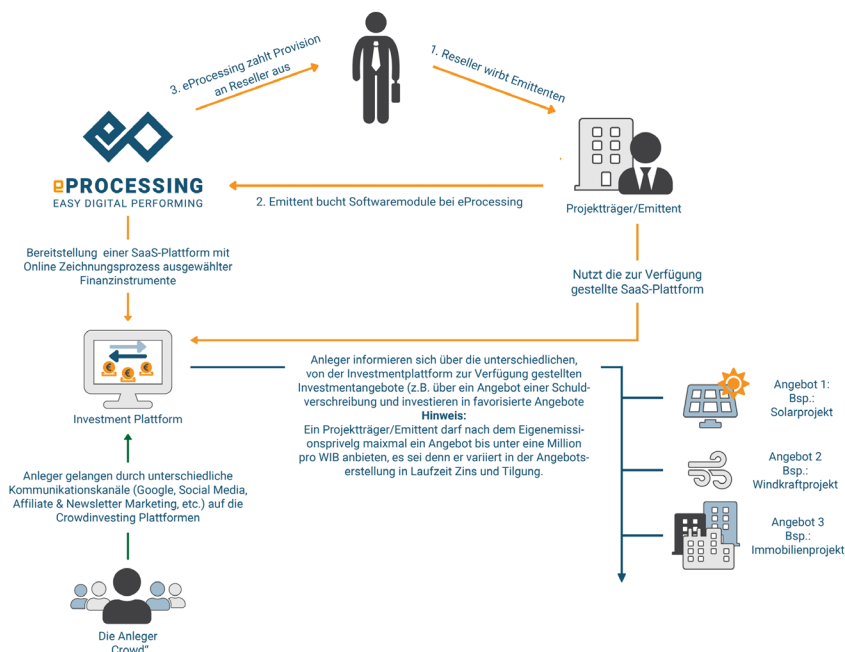 3. eProcessing zahlt Provision
an Reseller aus
1. Reseller wirbt Emittenten
ePROCESSING
EASY DIGITAL PERFORMING
2. Emittent bucht Softwaremodule bei eProcessing
Projektträger/Emittent
Bereitstellung einer SaaS-Plattform mit
Online Zeichnungsprozess ausgewählter
Finanzinstrumente
Nutzt die zur Verfügung
gestellte SaaS-Plattform
Investment Plattform
Anleger informieren sich über die unterschiedlichen,
von der Investmentplattform zur Verfügung gestellten
Investmentangebote (z.B. über ein Angebot einer Schuld-
verschreibung und investieren in favorisierte Angebote
Hinweis:
Ein Projektträger/Emittent darf nach dem Eigenemissi-
onsprivelg maixmal ein Angebot bis unter eine Million
pro WIB anbieten, es sei denn er variiert in der Angebots-
erstellung in Laufzeit Zins und Tilgung.
Angebot 1:
Bsp.:
Solarprojekt
Angebot 2
Bsp.:
Windkraftprojekt
Angebot 3
Bsp.:
Immobilienprojekt
Anleger gelangen durch unterschiedliche
Kommunikationskanäle (Google, Social Media,
Affiliate & Newsletter Marketing, etc.) auf die
Crowdinvesting Plattformen
Die Anleger
Crowd“